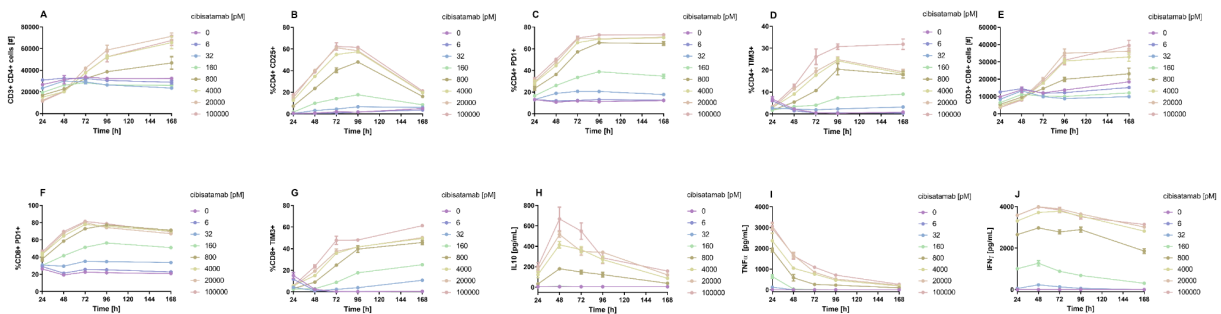 A
CD3+ CD4+ cells [#]
80000
60000
40000
20000
0
24 48 72 96 120 144 168
Time [h]
cibisatamab [pM]
0
6
32
160
800
4000
20000
100000
B
%CD4+ CD25+
80
60
40
20
0
24 48 72 96 120 144 168
Time [h]
cibisatamab [pM]
0
6
32
160
800
4000
20000
100000
C
%CD4+ PD1+
80
60
40
20
0
24 48 72 96 120 144 168
Time [h]
cibisatamab [pM]
0
6
32
160
800
4000
20000
100000
D
%CD4+ TIM3+
40
30
20
10
0
24 48 72 96 120 144 168
Time [h]
cibisatamab [pM]
0
6
32
160
800
4000
20000
100000
E
CD3+ CD8+ cells [#]
50000
40000
30000
20000
10000
0
24 48 72 96 120 144 168
Time [h]
cibisatamab [pM]
0
6
32
160
800
4000
20000
100000
F
%CD8+ PD1+
100
80
60
40
20
0
24 48 72 96 120 144 168
Time [h]
cibisatamab [pM]
0
6
32
160
800
4000
20000
100000
G
%CD8+ TIM3+
80
60
40
20
0
24 48 72 96 120 144 168
Time [h]
cibisatamab [pM]
0
6
32
160
800
4000
20000
100000
H
IL10 [pg/mL]
800
600
400
200
0
24 48 72 96 120 144 168
Time [h]
cibisatamab [pM]
0
6
32
160
800
4000
20000
100000
I
TNFα [pg/mL]
4000
3000
2000
1000
0
24 48 72 96 120 144 168
Time [h]
cibisatamab [pM]
0
6
32
160
800
4000
20000
100000
J
IFNγ [pg/mL]
4000
3000
2000
1000
0
24 48 72 96 120 144 168
Time [h]
cibisatamab [pM]
0
6
32
160
800
4000
20000
100000